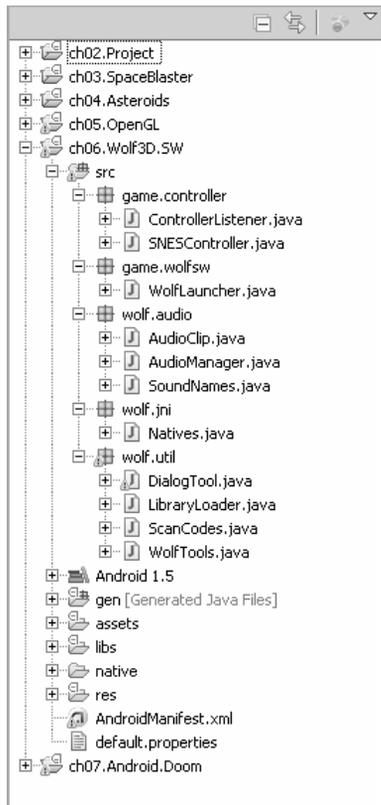 ch02.Project
ch03.SpaceBlaster
ch04.Asteroids
ch05.OpenGL
ch06.Wolf3D.SW
src
game.controller
ControllerListener.java
SNESController.java
game.wolfsw
WolfLauncher.java
wolf.audio
AudioClip.java
AudioManager.java
SoundNames.java
wolf.jni
Natives.java
wolf.util
DialogTool.java
LibraryLoader.java
ScanCodes.java
WolfTools.java
Android 1.5
gen [Generated Java Files]
assets
libs
native
res
AndroidManifest.xml
default.properties
ch07.Android.Doom